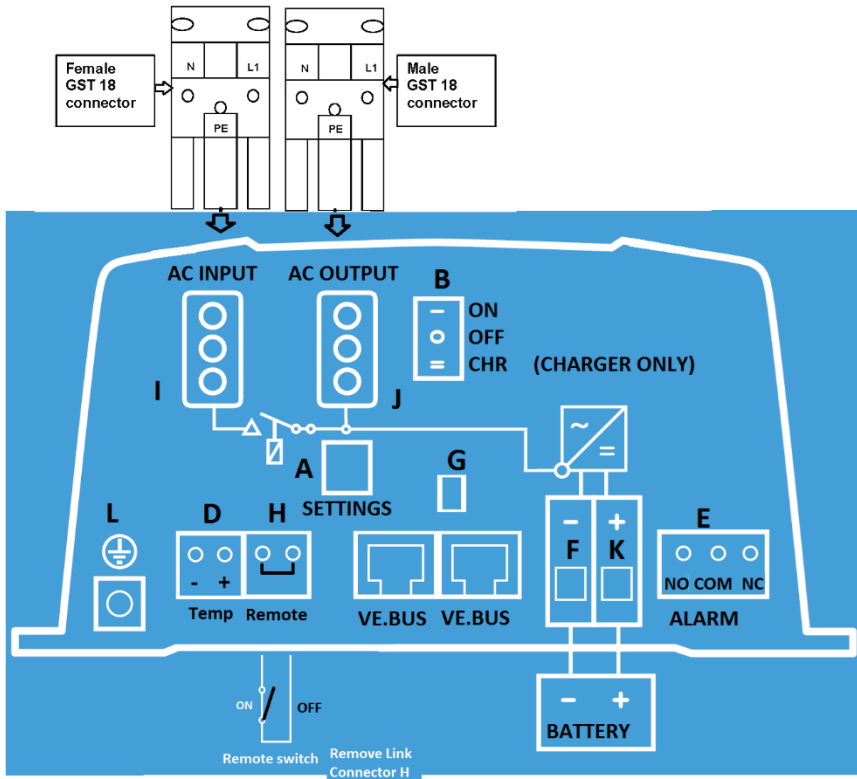 Female
GST 18
connector
N
L1
PE
N
L1
PE
Male
GST 18
connector
AC INPUT
AC OUTPUT
B
ON
OFF
CHR
(CHARGER ONLY)
I
J
A
SETTINGS
G
~
=
L
D
H
- +
Temp
Remote
VE.BUS
VE.BUS
- +
F
K
E
NO COM NC
ALARM
- +
BATTERY
ON
OFF
Remote switch
Remove Link
Connector H